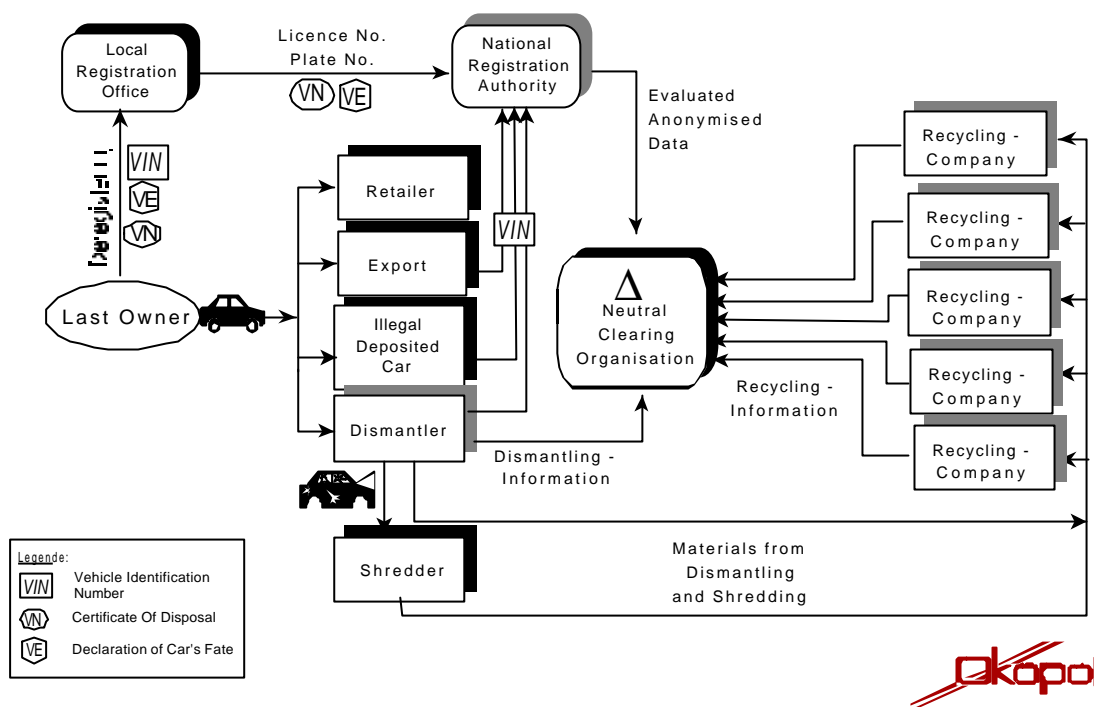 Local
Registration
Office
Licence No.
Plate No.
VN
VE
National
Registration
Authority
Evaluated
Anonymised
Data
VIN
VE
VN
Last Owner
Retailer
Export
Illegal
Deposited
Car
Dismantler
VIN
Δ
Neutral
Clearing
Organisation
Recycling -
Company
Recycling -
Company
Recycling -
Company
Recycling -
Company
Recycling -
Company
Recycling -
Information
Dismantling -
Information
Shredder
Materials from
Dismantling
and Shredding
Legende:
VIN
Vehicle Identification
Number
VN
Certificate Of Disposal
VE
Declaration of Car's Fate